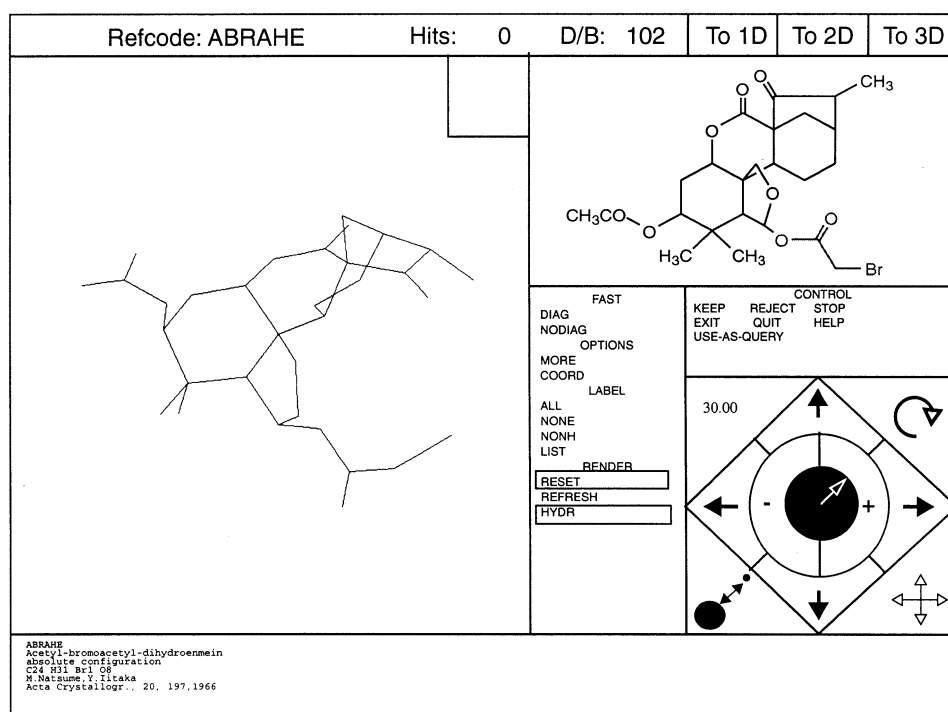 Refcode: ABRAHE Hits: 0 D/B: 102 To 1D To 2D To 3D
O
O
CH3
O
O
CH3CO
O
O
O
H3C
CH3
Br
FAST
DIAG
NODIAG
OPTIONS
MORE
COORD
LABEL
ALL
NONE
NONH
LIST
RENDER
RESET
REFRESH
HYDR
CONTROL
KEEP REJECT STOP
EXIT QUIT HELP
USE-AS-QUERY
30.00
- +
ABRAHE
Acetyl-bromoacetyl-dihydroenmein
absolute configuration
C24 H31 Br1 O8
M.Natsume,Y.Iitaka
Acta Crystallogr., 20, 197,1966